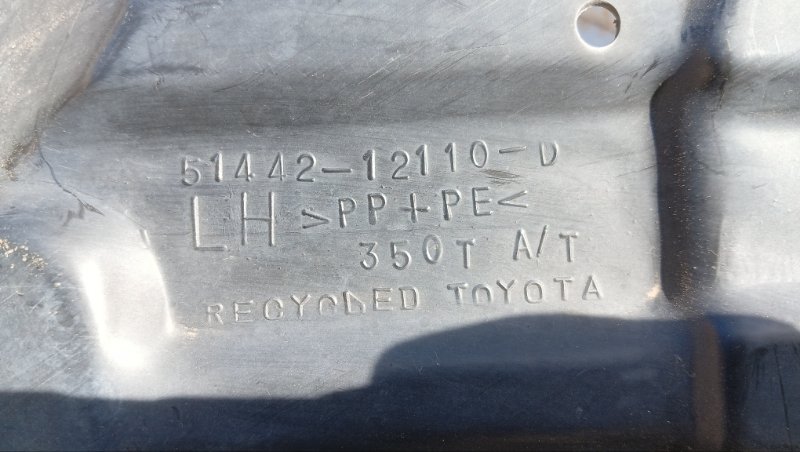 51442-12110-D
LH >PP+PE<
350T A/T
RECYCLED TOYOTA